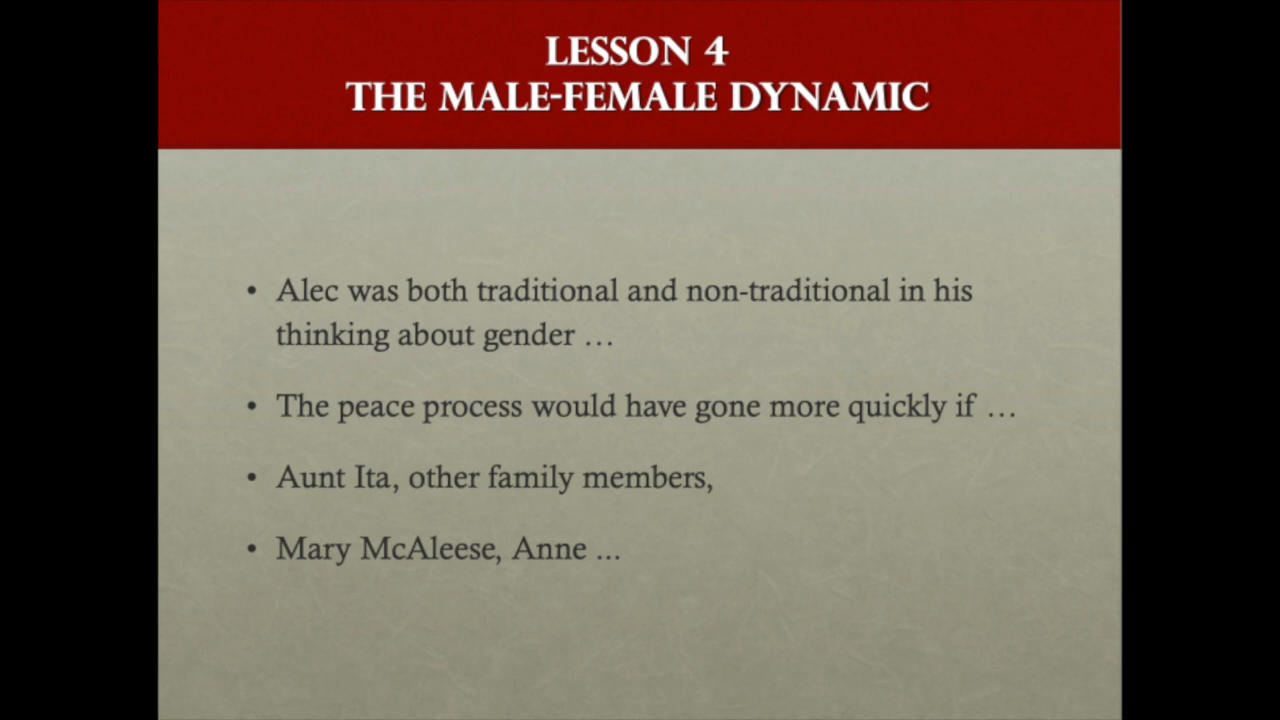 LESSON 4
THE MALE-FEMALE DYNAMIC
• Alec was both traditional and non-traditional in his
thinking about gender …
• The peace process would have gone more quickly if …
• Aunt Ita, other family members,
• Mary McAleese, Anne ...